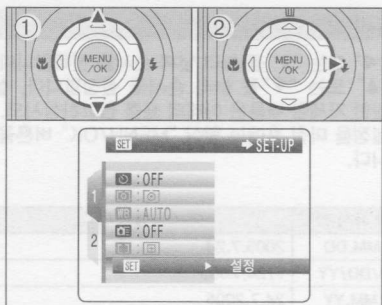 ① ②
MENU /OK MENU /OK
SET ➡ SET-UP
1
: OFF
: AUTO
: OFF
2
SET ▶ 설정